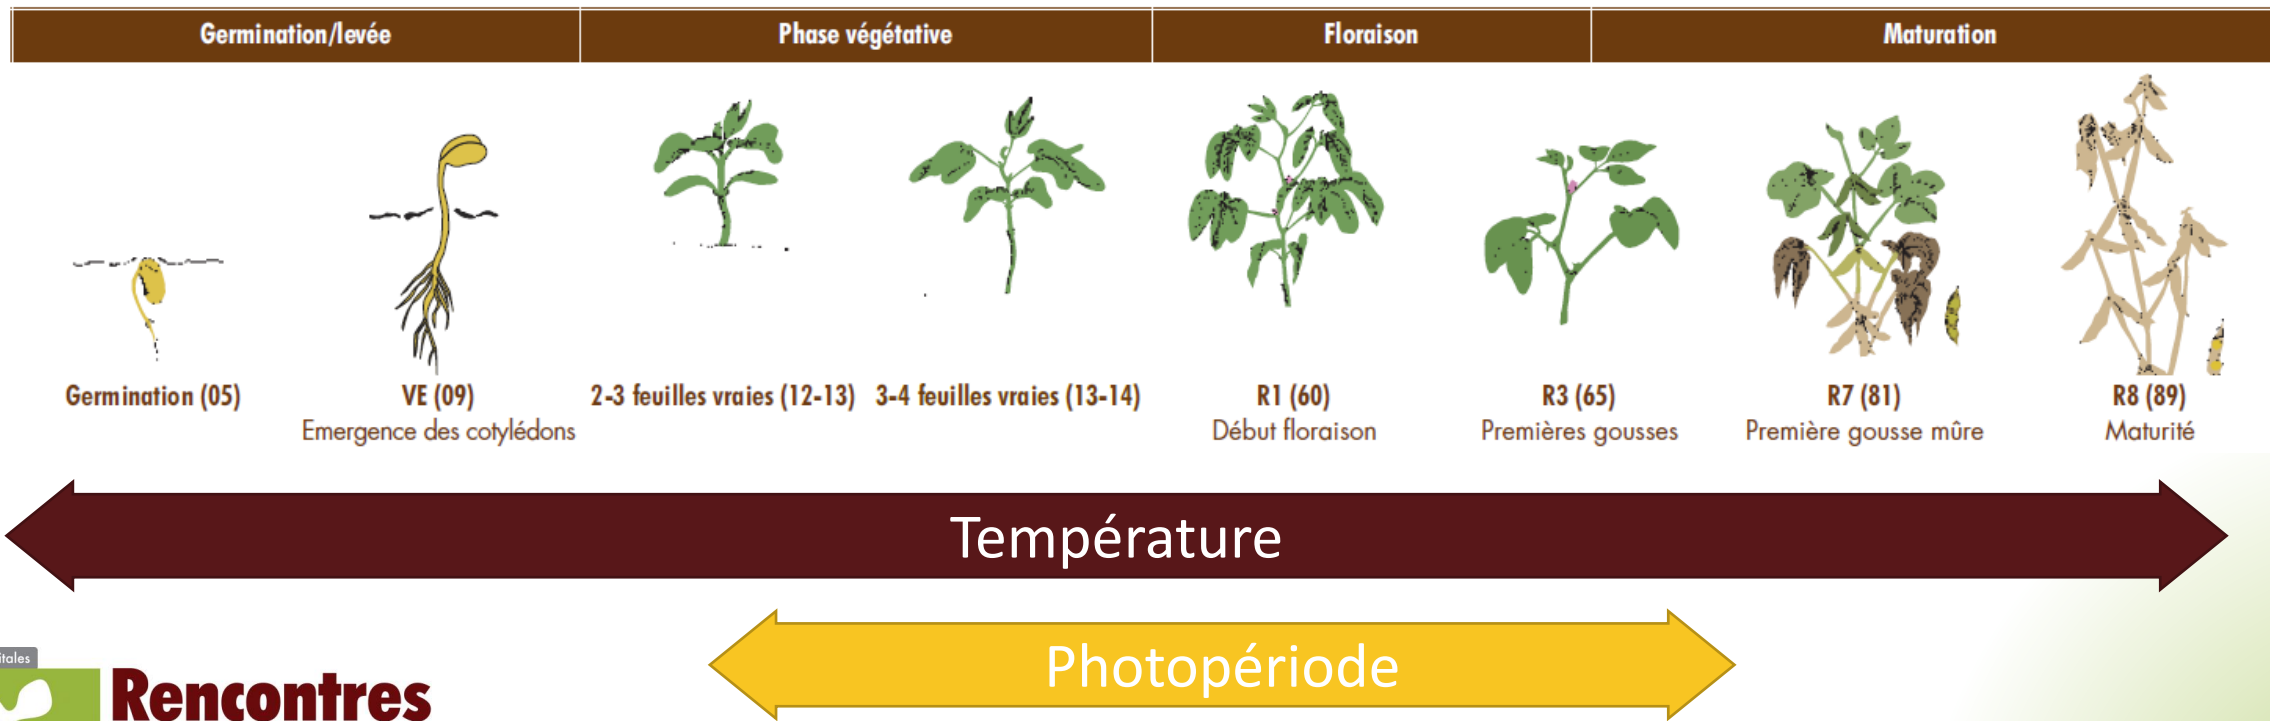 Germination/levée
Phase végétative
Floraison
Maturation
Germination (05)
VE (09)
Emergence des cotylédons
2-3 feuilles vraies (12-13)
3-4 feuilles vraies (13-14)
R1 (60)
Début floraison
R3 (65)
Premières gousses
R7 (81)
Première gousse mûre
R8 (89)
Maturité
Température
Photopériode
Rencontres